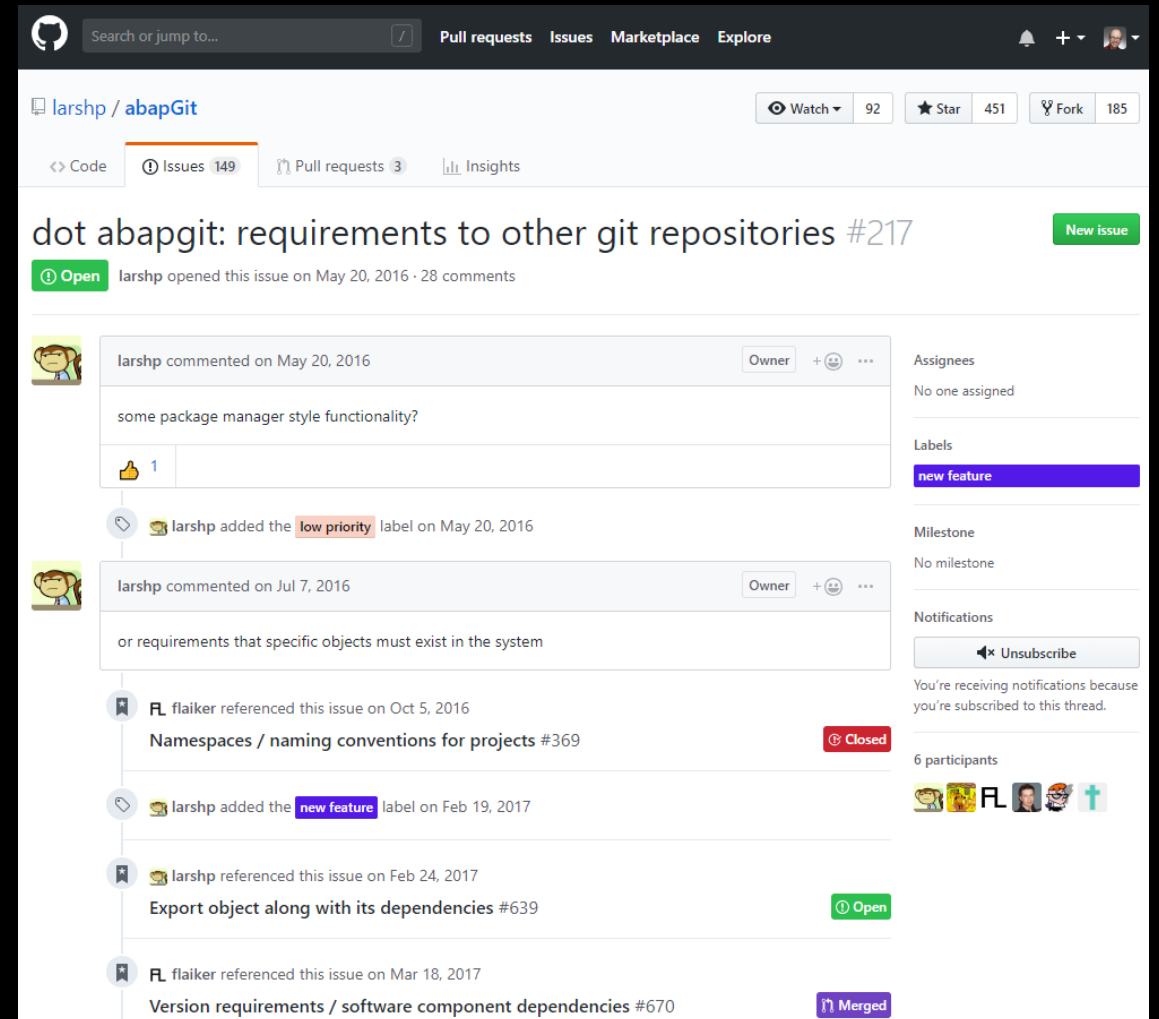 Search or jump to... /
Pull requests Issues Marketplace Explore
larshp / abapGit
Watch 92 Star 451 Fork 185
Code Issues 149 Pull requests 3 Insights
dot abapgit: requirements to other git repositories #217
New issue
Open larshp opened this issue on May 20, 2016 · 28 comments
larshp commented on May 20, 2016 Owner + ...
some package manager style functionality?
👍 1
larshp added the low priority label on May 20, 2016
larshp commented on Jul 7, 2016 Owner + ...
or requirements that specific objects must exist in the system
FL flaiker referenced this issue on Oct 5, 2016
Namespaces / naming conventions for projects #369 Closed
larshp added the new feature label on Feb 19, 2017
larshp referenced this issue on Feb 24, 2017
Export object along with its dependencies #639 Open
FL flaiker referenced this issue on Mar 18, 2017
Version requirements / software component dependencies #670 Merged
Assignees
No one assigned
Labels
new feature
Milestone
No milestone
Notifications
Unsubscribe
You're receiving notifications because
you're subscribed to this thread.
6 participants
FL